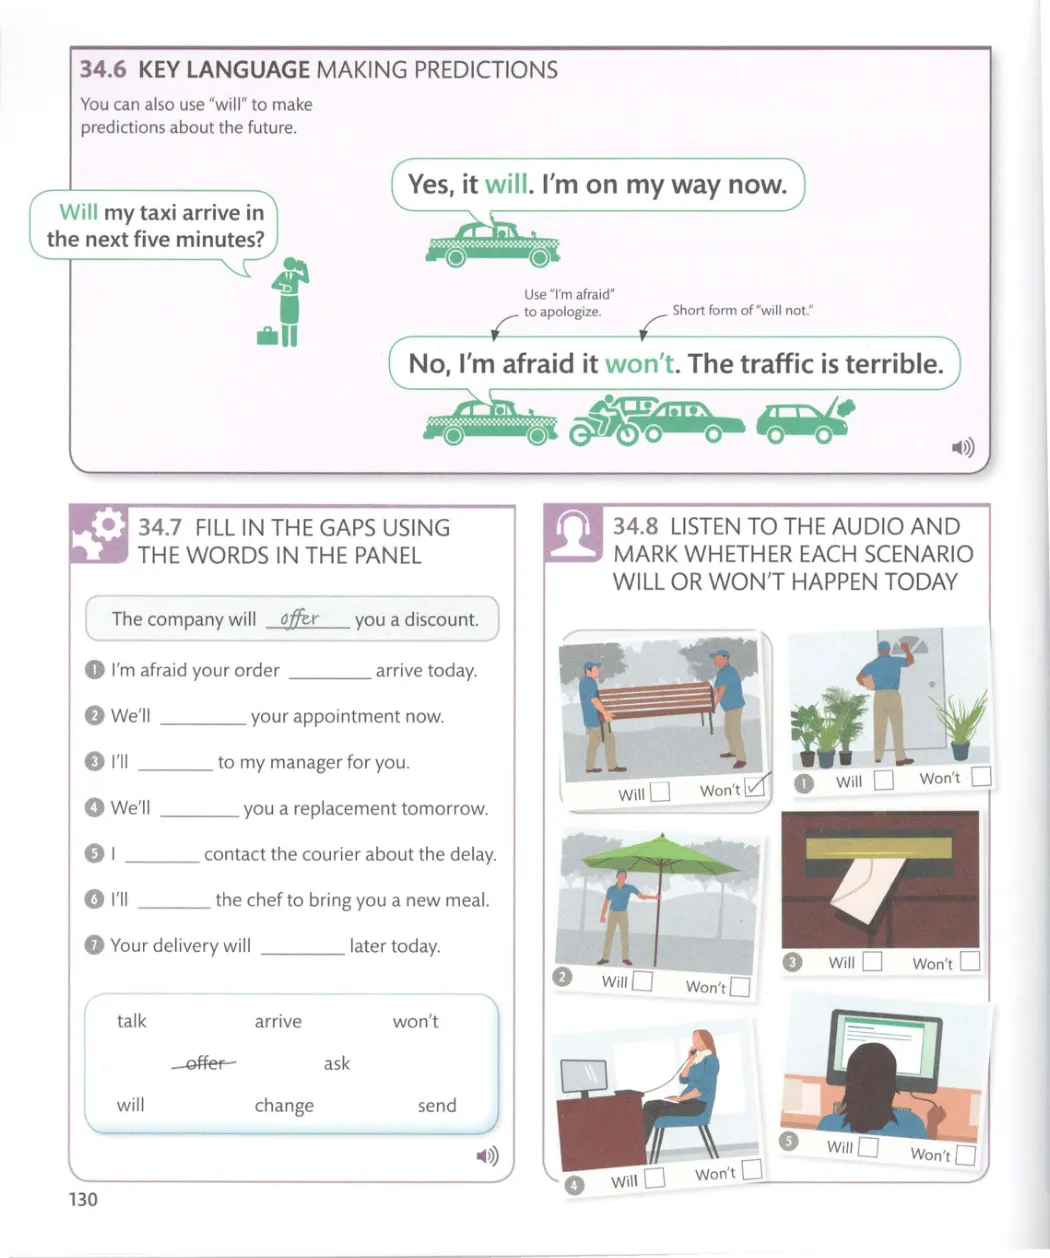 34.6 KEY LANGUAGE MAKING PREDICTIONS
You can also use "will" to make
predictions about the future.
Will my taxi arrive in
the next five minutes?
Yes, it will. I'm on my way now.
Use "I'm afraid"
to apologize.
Short form of "will not."
No, I'm afraid it won't. The traffic is terrible.
34.7 FILL IN THE GAPS USING
THE WORDS IN THE PANEL
The company will offer you a discount.
1 I'm afraid your order ________ arrive today.
2 We'll ________ your appointment now.
3 I'll ________ to my manager for you.
4 We'll ________ you a replacement tomorrow.
5 I ________ contact the courier about the delay.
6 I'll ________ the chef to bring you a new meal.
7 Your delivery will ________ later today.
talk arrive won't
offer ask
will change send
34.8 LISTEN TO THE AUDIO AND
MARK WHETHER EACH SCENARIO
WILL OR WON'T HAPPEN TODAY
Will Won't
1 Will Won't
2 Will Won't
3 Will Won't
4 Will Won't
5 Will Won't
130